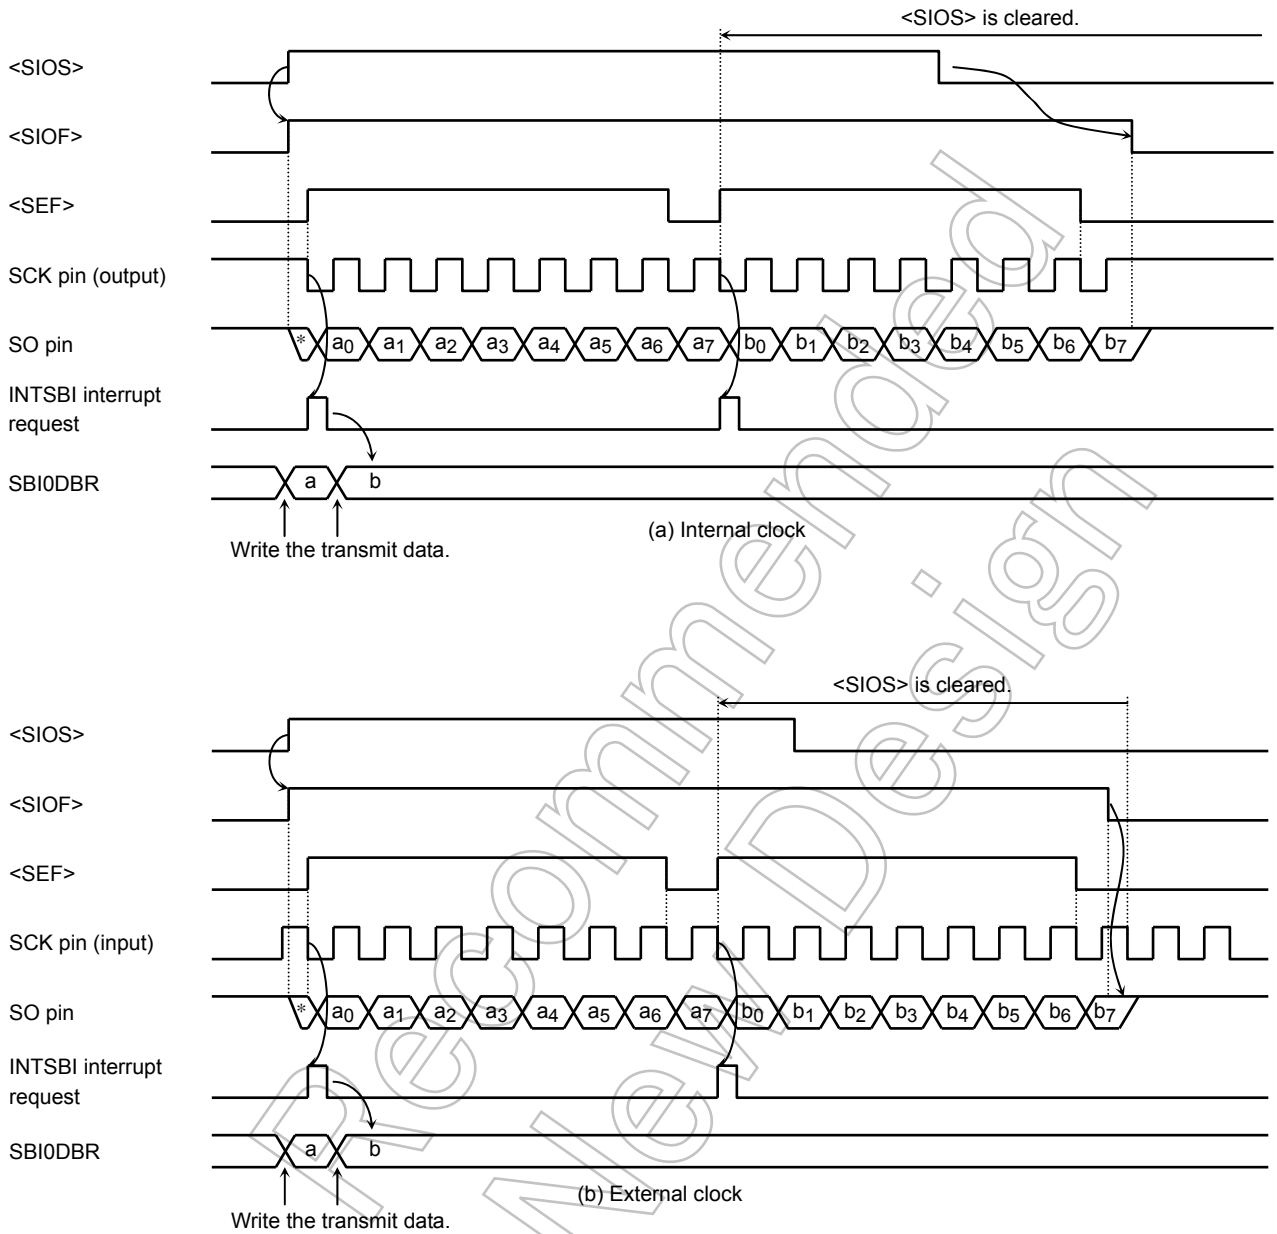 <SIOS> is cleared.
<SIOS>
<SIOF>
<SEF>
SCK pin (output)
SO pin
* a0 a1 a2 a3 a4 a5 a6 a7 b0 b1 b2 b3 b4 b5 b6 b7
INTSBI interrupt
request
SBI0DBR
a b
(a) Internal clock
Write the transmit data.
<SIOS> is cleared.
<SIOS>
<SIOF>
<SEF>
SCK pin (input)
SO pin
* a0 a1 a2 a3 a4 a5 a6 a7 b0 b1 b2 b3 b4 b5 b6 b7
INTSBI interrupt
request
SBI0DBR
a b
(b) External clock
Write the transmit data.
Recommended
New Design